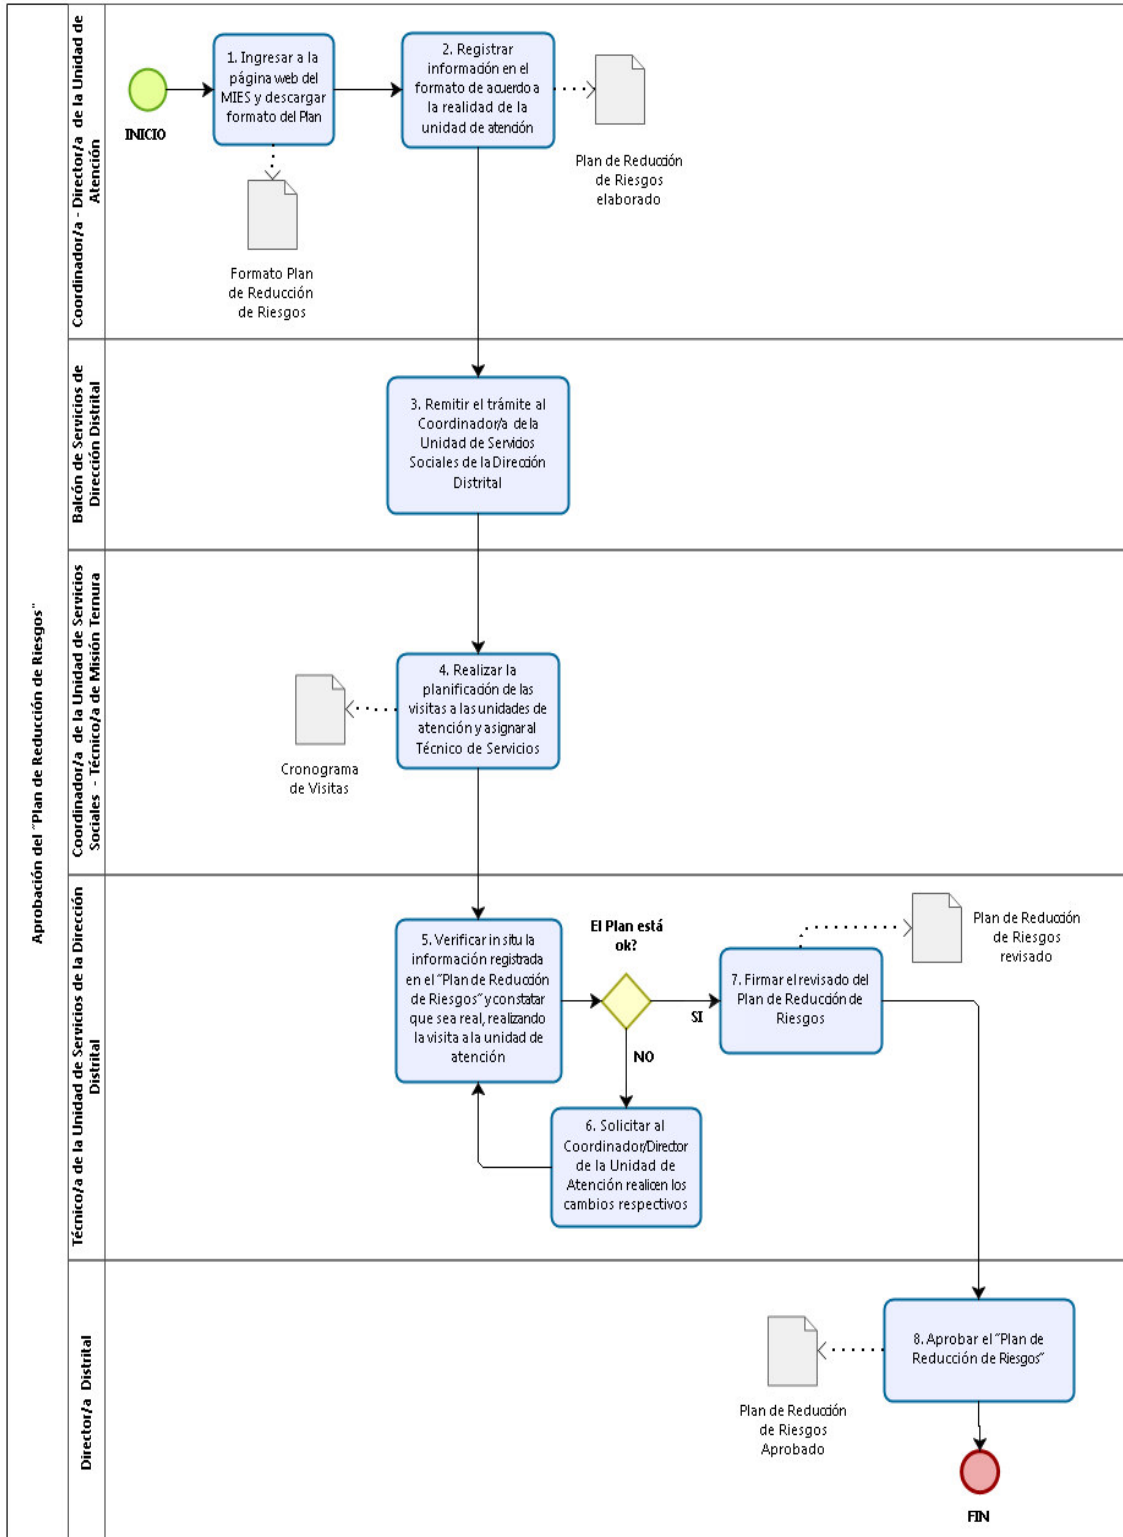 Aprobación del "Plan de Reducción de Riesgos"
Coordinador/a - Director/a de la Unidad de
Atención
INICIO
1. Ingresar a la
página web del
MIES y descargar
formato del Plan
Formato Plan
de Reducción
de Riesgos
2. Registrar
información en el
formato de acuerdo a
la realidad de la
unidad de atención
Plan de Reducción
de Riesgos
elaborado
Balcón de Servicios de
Dirección Distrital
3. Remitir el trámite al
Coordinador/a de la
Unidad de Servicios
Sociales de la Dirección
Distrital
Coordinador/a de la Unidad de Servicios
Sociales - Técnico/a de Misión Ternura
4. Realizar la
planificación de las
visitas a las unidades de
atención y asignar al
Técnico de Servicios
Cronograma
de Visitas
Técnico/a de la Unidad de Servicios de la Dirección
Distrital
5. Verificar in situ la
información registrada
en el "Plan de Reducción
de Riesgos" y constatar
que sea real, realizando
la visita a la unidad de
atención
El Plan está
ok?
SI
NO
6. Solicitar al
Coordinador/Director
de la Unidad de
Atención realicen los
cambios respectivos
7. Firmar el revisado del
Plan de Reducción de
Riesgos
Plan de Reducción
de Riesgos
revisado
Director/a Distrital
8. Aprobar el "Plan de
Reducción de Riesgos"
Plan de Reducción
de Riesgos
Aprobado
FIN